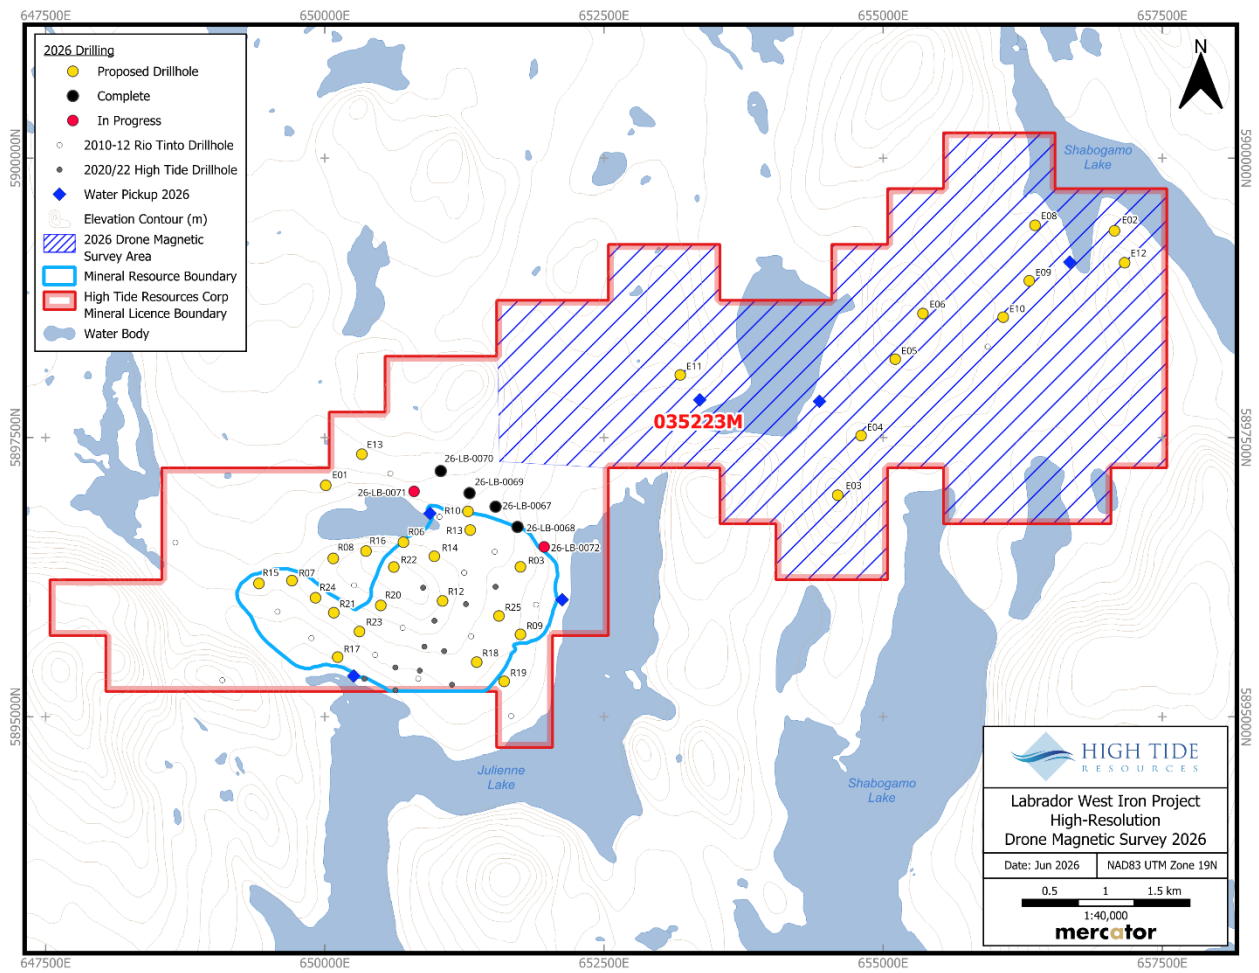 647500E
650000E
652500E
655000E
657500E
2026 Drilling
Proposed Drillhole
Complete
In Progress
2010-12 Rio Tinto Drillhole
2020/22 High Tide Drillhole
Water Pickup 2026
Elevation Contour (m)
2026 Drone Magnetic
Survey Area
Mineral Resource Boundary
High Tide Resources Corp
Mineral Licence Boundary
Water Body
N
5900000N
5900000N
Shabogamo
Lake
E08
E02
E12
E09
E10
E06
E05
E11
035223M
E04
5897500N
5897500N
E13
26-LB-0070
E01
26-LB-0069
26-LB-0071
E03
26-LB-0067
R10
R13
26-LB-0068
R06
R16
26-LB-0072
R08
R14
R22
R03
R15
R07
R24
R21
R20
R12
R25
R23
R09
R17
R18
R19
5895000N
5895000N
Julienne
Lake
Shabogamo
Lake
HIGH TIDE
RESOURCES
Labrador West Iron Project
High-Resolution
Drone Magnetic Survey 2026
Date: Jun 2026
NAD83 UTM Zone 19N
0.5 1 1.5 km
1:40,000
mercator
647500E
650000E
652500E
655000E
657500E